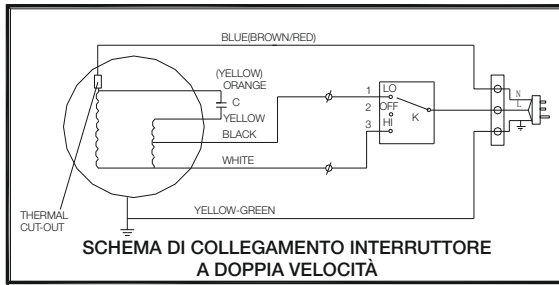 BLUE(BROWN/RED)
(YELLOW)
ORANGE
C
YELLOW
BLACK
WHITE
1
2
3
LO
OFF
HI
K
N
L
THERMAL
CUT-OUT
YELLOW-GREEN
SCHEMA DI COLLEGAMENTO INTERRUTTORE
A DOPPIA VELOCITÀ